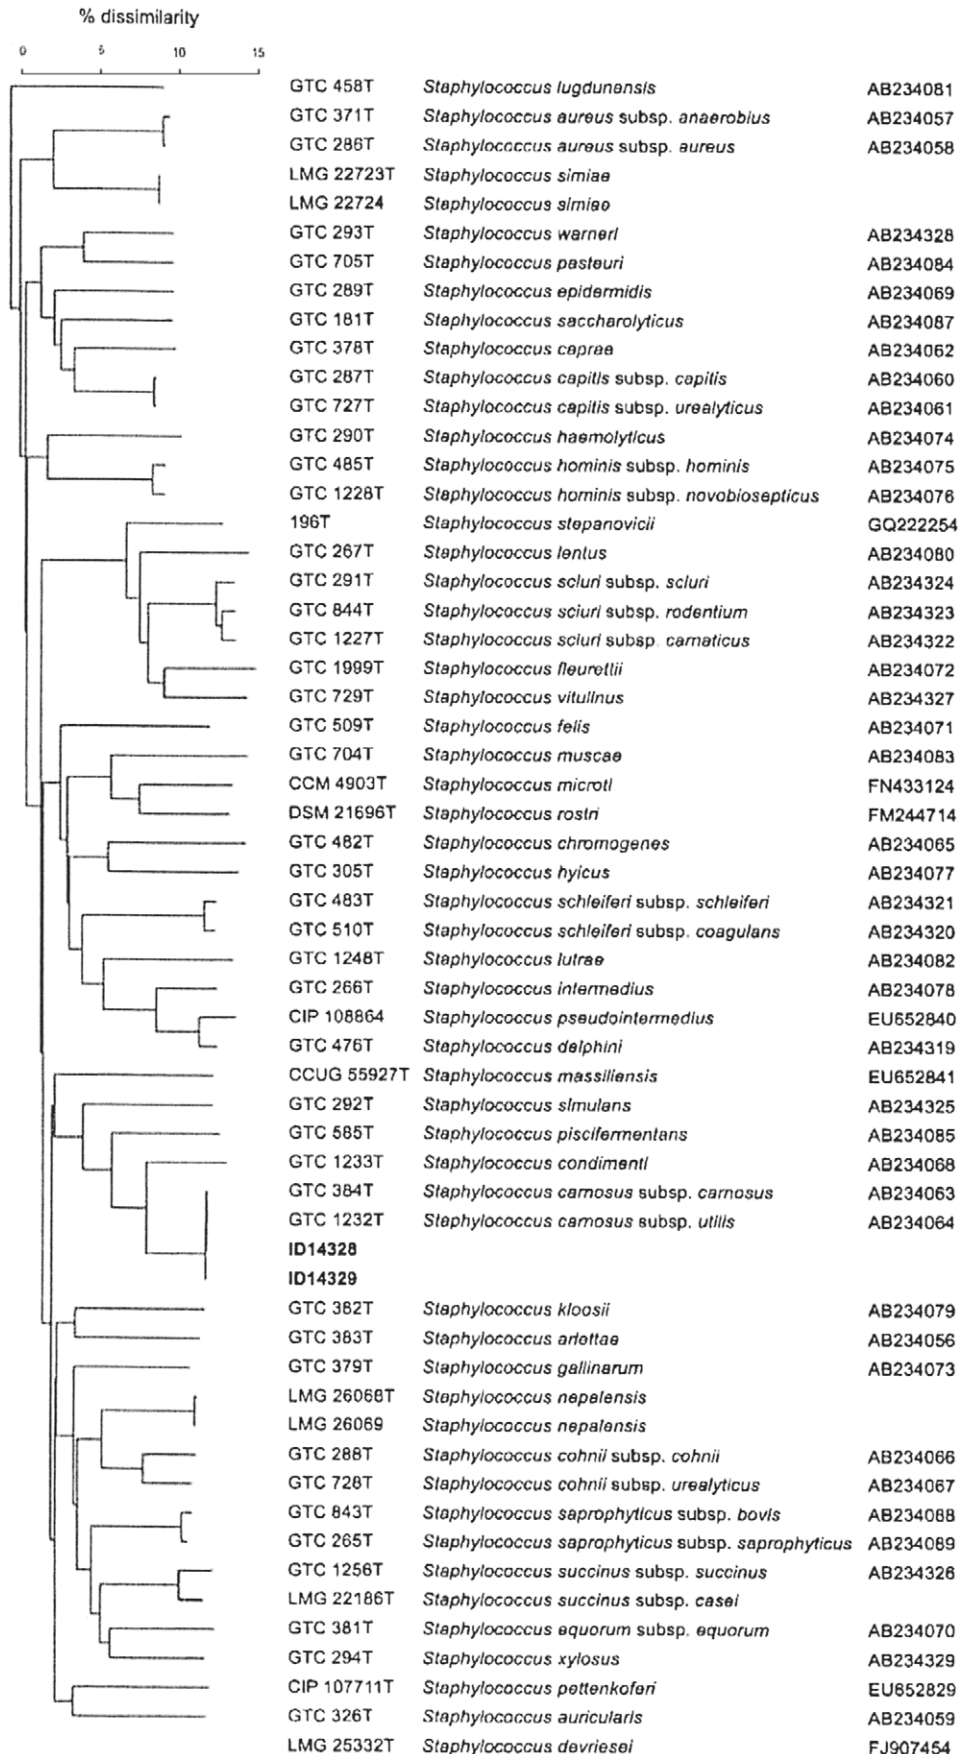 % dissimilarity
0 5 10 15
GTC 458T Staphylococcus lugdunensis AB234081
GTC 371T Staphylococcus aureus subsp. anaerobius AB234057
GTC 286T Staphylococcus aureus subsp. aureus AB234058
LMG 22723T Staphylococcus simiae
LMG 22724 Staphylococcus simiae
GTC 293T Staphylococcus warneri AB234328
GTC 705T Staphylococcus pasteuri AB234084
GTC 289T Staphylococcus epidermidis AB234069
GTC 181T Staphylococcus saccharolyticus AB234087
GTC 378T Staphylococcus caprae AB234062
GTC 287T Staphylococcus capitis subsp. capitis AB234060
GTC 727T Staphylococcus capitis subsp. urealyticus AB234061
GTC 290T Staphylococcus haemolyticus AB234074
GTC 485T Staphylococcus hominis subsp. hominis AB234075
GTC 1228T Staphylococcus hominis subsp. novobiosepticus AB234076
196T Staphylococcus stepanovicii GQ222254
GTC 267T Staphylococcus lentus AB234080
GTC 291T Staphylococcus sciuri subsp. sciuri AB234324
GTC 844T Staphylococcus sciuri subsp. rodentium AB234323
GTC 1227T Staphylococcus sciuri subsp. carnaticus AB234322
GTC 1999T Staphylococcus fleurettii AB234072
GTC 729T Staphylococcus vitulinus AB234327
GTC 509T Staphylococcus felis AB234071
GTC 704T Staphylococcus muscae AB234083
CCM 4903T Staphylococcus microti FN433124
DSM 21696T Staphylococcus rostri FM244714
GTC 482T Staphylococcus chromogenes AB234065
GTC 305T Staphylococcus hyicus AB234077
GTC 483T Staphylococcus schleiferi subsp. schleiferi AB234321
GTC 510T Staphylococcus schleiferi subsp. coagulans AB234320
GTC 1248T Staphylococcus lutrae AB234082
GTC 266T Staphylococcus intermedius AB234078
CIP 108864 Staphylococcus pseudointermedius EU652840
GTC 476T Staphylococcus delphini AB234319
CCUG 55927T Staphylococcus massiliensis EU652841
GTC 292T Staphylococcus simulans AB234325
GTC 585T Staphylococcus piscifermentans AB234085
GTC 1233T Staphylococcus condimenti AB234068
GTC 384T Staphylococcus carnosus subsp. carnosus AB234063
GTC 1232T Staphylococcus carnosus subsp. utilis AB234064
ID14328
ID14329
GTC 382T Staphylococcus kloosii AB234079
GTC 383T Staphylococcus arlettae AB234056
GTC 379T Staphylococcus gallinarum AB234073
LMG 26068T Staphylococcus nepalensis
LMG 26069 Staphylococcus nepalensis
GTC 288T Staphylococcus cohnii subsp. cohnii AB234066
GTC 728T Staphylococcus cohnii subsp. urealyticus AB234067
GTC 843T Staphylococcus saprophyticus subsp. bovis AB234088
GTC 265T Staphylococcus saprophyticus subsp. saprophyticus AB234089
GTC 1256T Staphylococcus succinus subsp. succinus AB234326
LMG 22186T Staphylococcus succinus subsp. casei
GTC 381T Staphylococcus equorum subsp. equorum AB234070
GTC 294T Staphylococcus xylosus AB234329
CIP 107711T Staphylococcus pettenkoferi EU652829
GTC 326T Staphylococcus auricularis AB234059
LMG 25332T Staphylococcus devriesei FJ907454